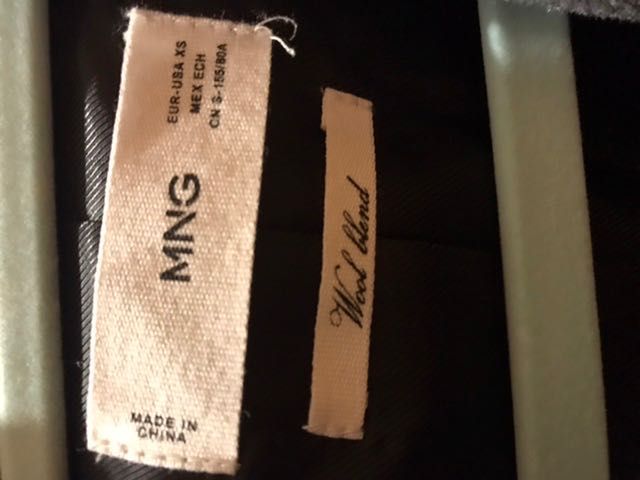 EUR-USA XS
MEX ECH
CN S-155/80A
MNG
MADE IN
CHINA
Wool blend